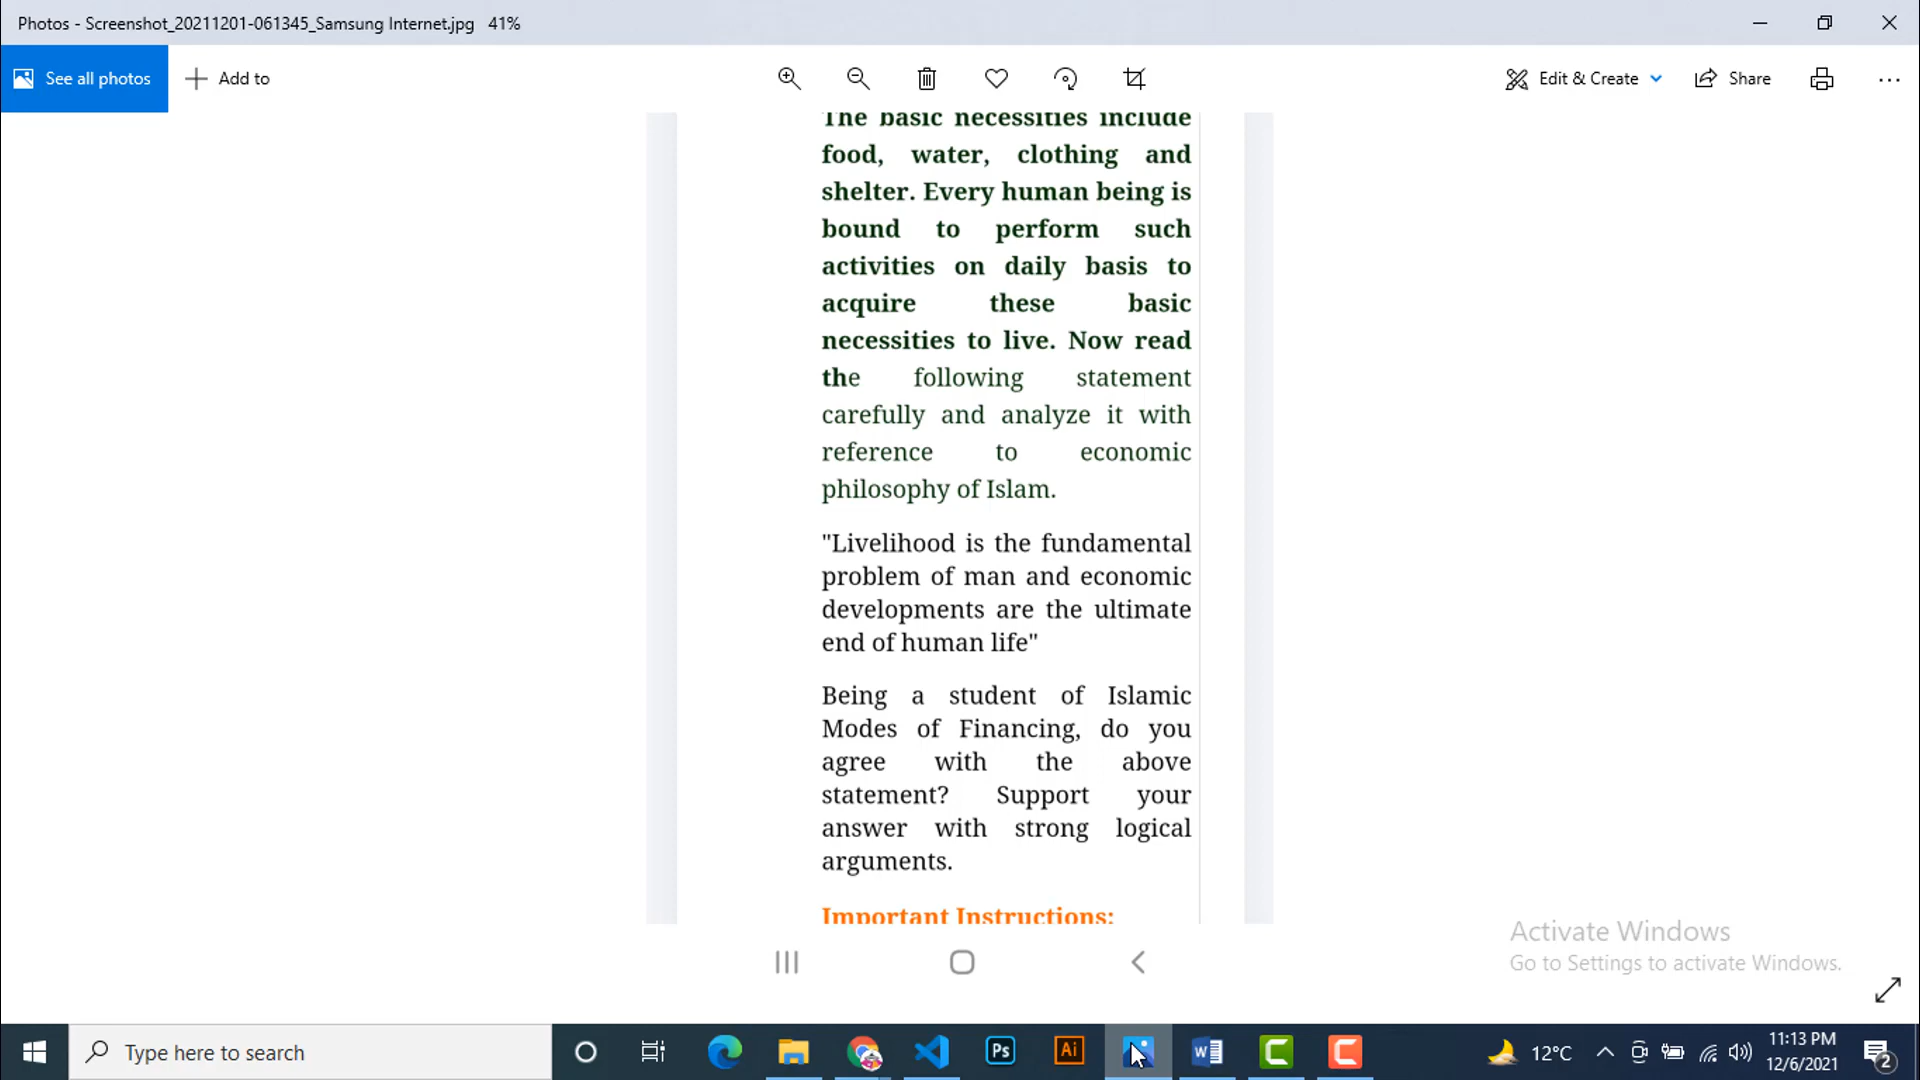 Photos - Screenshot_20211201-061345_Samsung Internet.jpg 41%
See all photos
Add to
Edit & Create
Share
The basic necessities include
food, water, clothing and
shelter. Every human being is
bound to perform such
activities on daily basis to
acquire these basic
necessities to live. Now read
the following statement
carefully and analyze it with
reference to economic
philosophy of Islam.
"Livelihood is the fundamental
problem of man and economic
developments are the ultimate
end of human life"
Being a student of Islamic
Modes of Financing, do you
agree with the above
statement? Support your
answer with strong logical
arguments.
Important Instructions:
Activate Windows
Go to Settings to activate Windows.
Type here to search
Ps
Ai
12°C
11:13 PM
12/6/2021
2